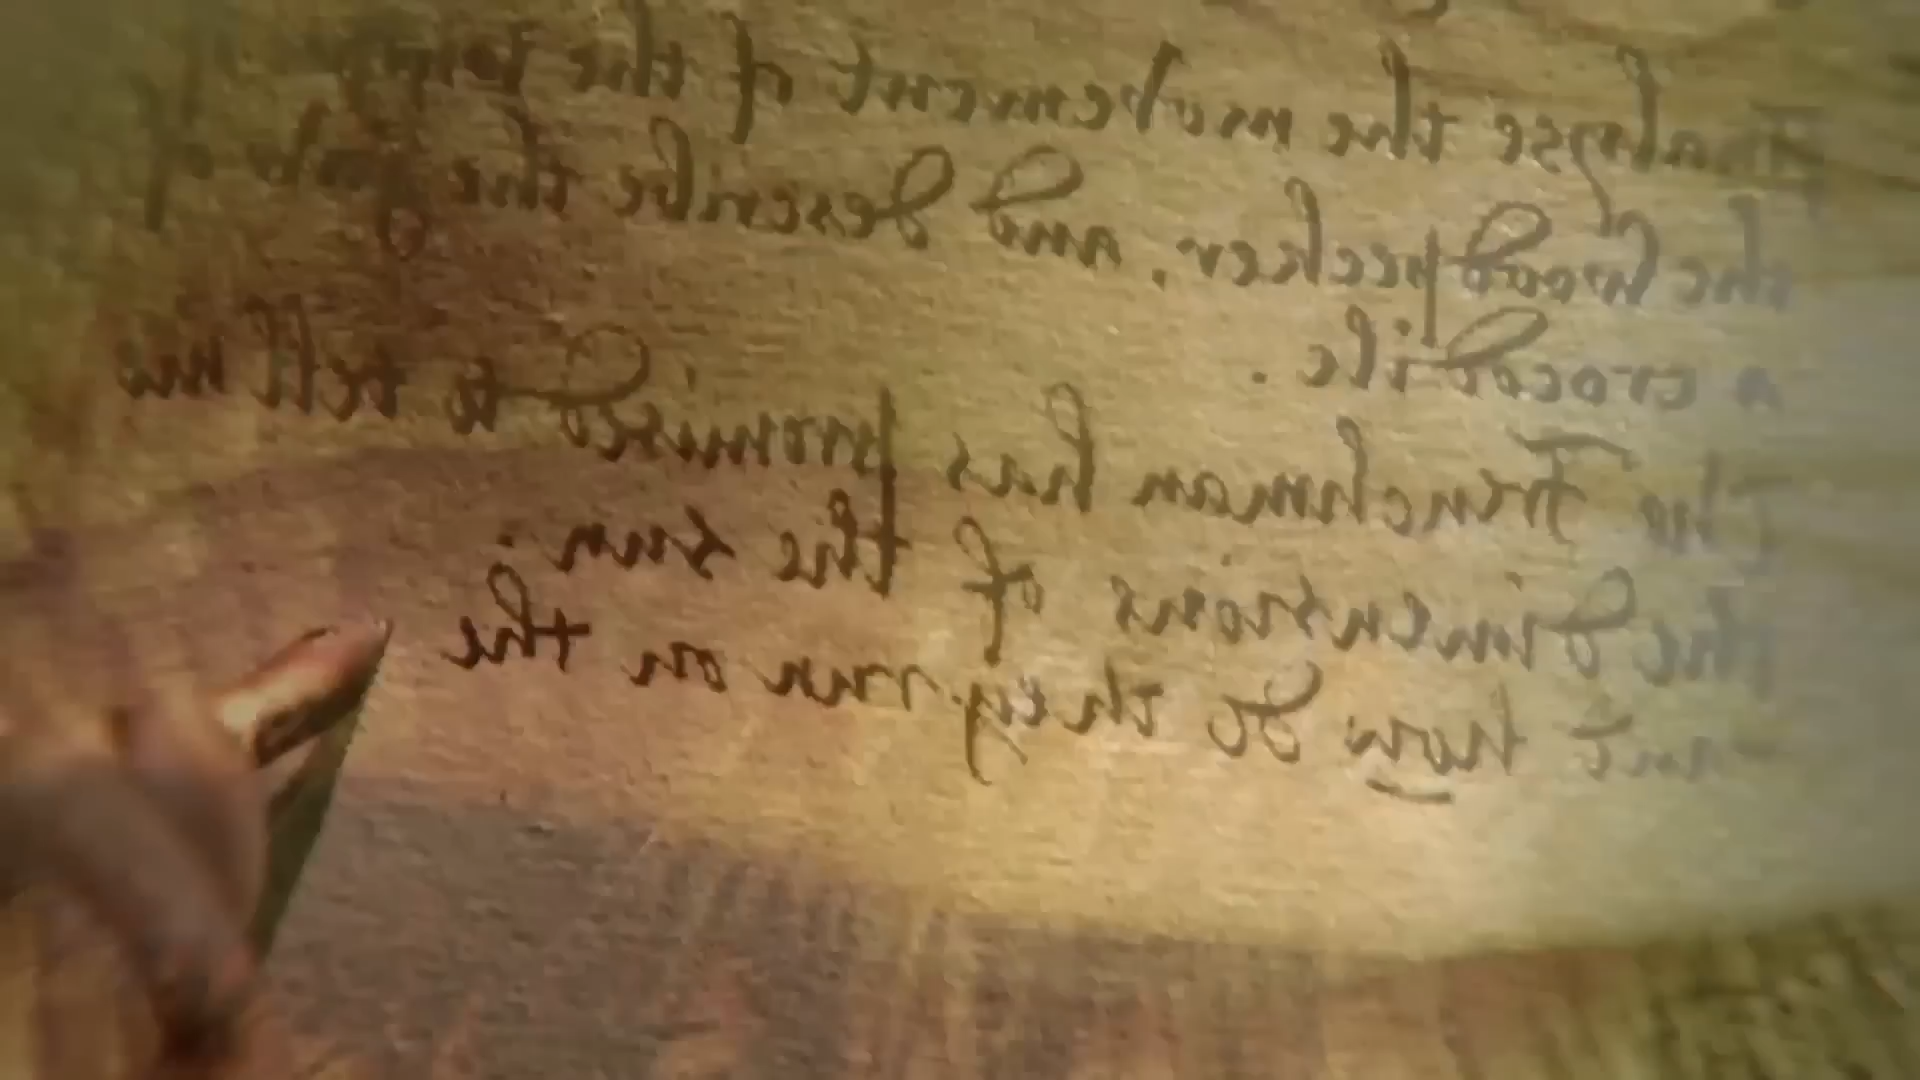 Analyse the movement of the tongue of
the woodpecker, and describe the jaw of
a crocodile.
The Frenchman has promised to tell me
the dimensions of the sun.
and how do they run on the